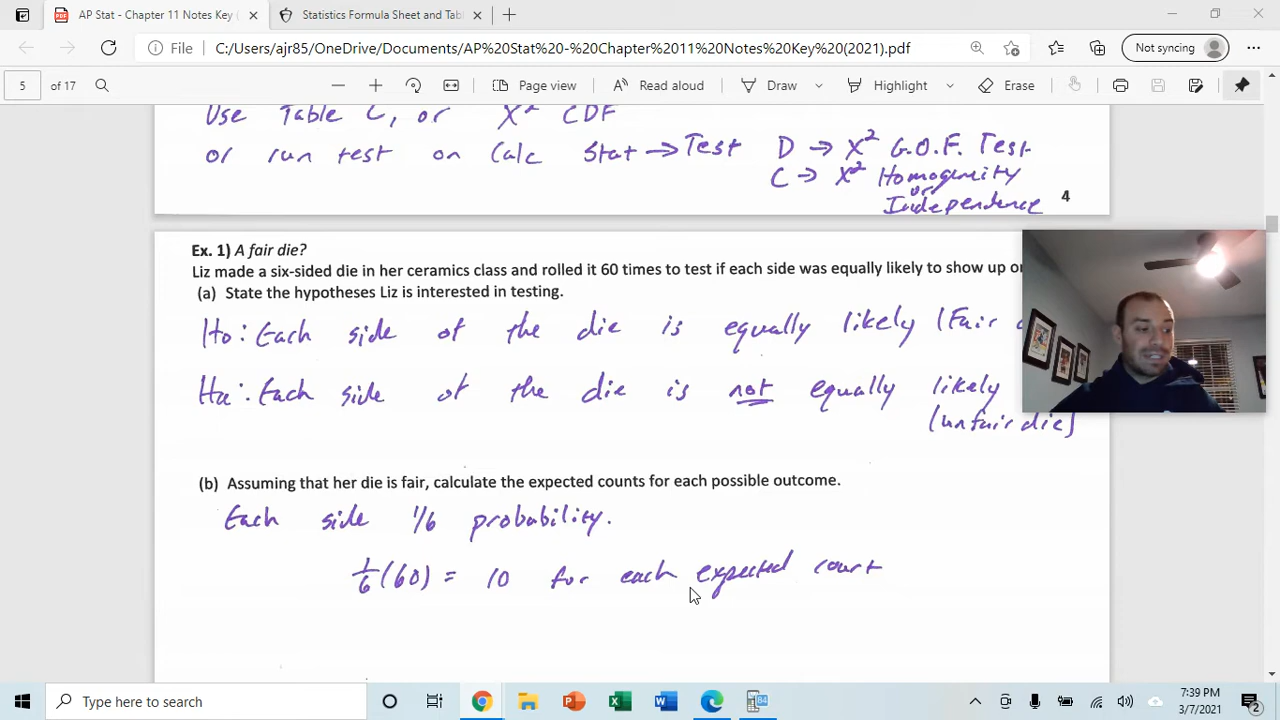 AP Stat - Chapter 11 Notes Key
Statistics Formula Sheet and Tabl
File C:/Users/ajr85/OneDrive/Documents/AP%20Stat%20-%20Chapter%2011%20Notes%20Key%20(2021).pdf
Not syncing
5 of 17 Page view Read aloud Draw Highlight Erase
Use Table C, or X² CDF
or run test on Calc Stat → Test D → X² G.O.F. Test
C → X² Homogeneity
or
Independence
4
Ex. 1) A fair die?
Liz made a six-sided die in her ceramics class and rolled it 60 times to test if each side was equally likely to show up
(a) State the hypotheses Liz is interested in testing.
Ho: Each side of the die is equally likely (Fair
Ha: Each side of the die is not equally likely
(unfair die)
(b) Assuming that her die is fair, calculate the expected counts for each possible outcome.
Each side 1/6 probability.
1/6 (60) = 10 for each expected count
Type here to search
7:39 PM
3/7/2021
2